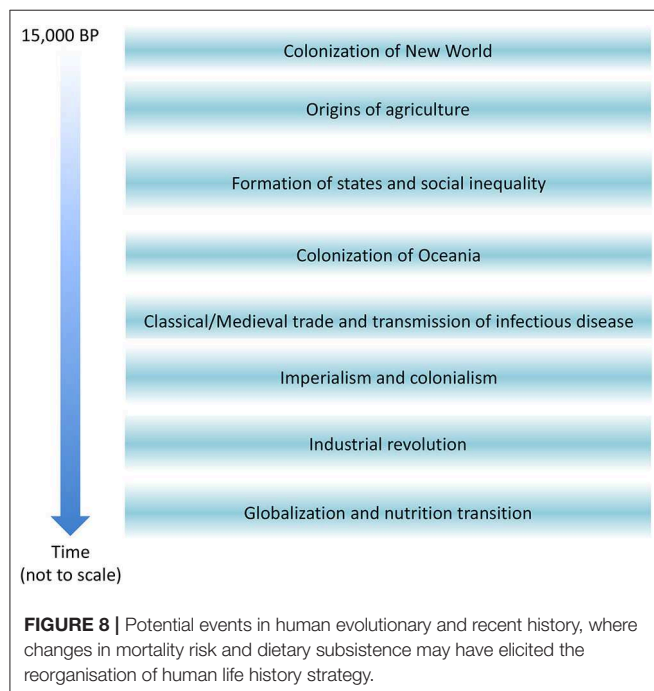 15,000 BP
Colonization of New World
Origins of agriculture
Formation of states and social inequality
Colonization of Oceania
Classical/Medieval trade and transmission of infectious disease
Imperialism and colonialism
Industrial revolution
Globalization and nutrition transition
Time
(not to scale)
FIGURE 8 | Potential events in human evolutionary and recent history, where
changes in mortality risk and dietary subsistence may have elicited the
reorganisation of human life history strategy.